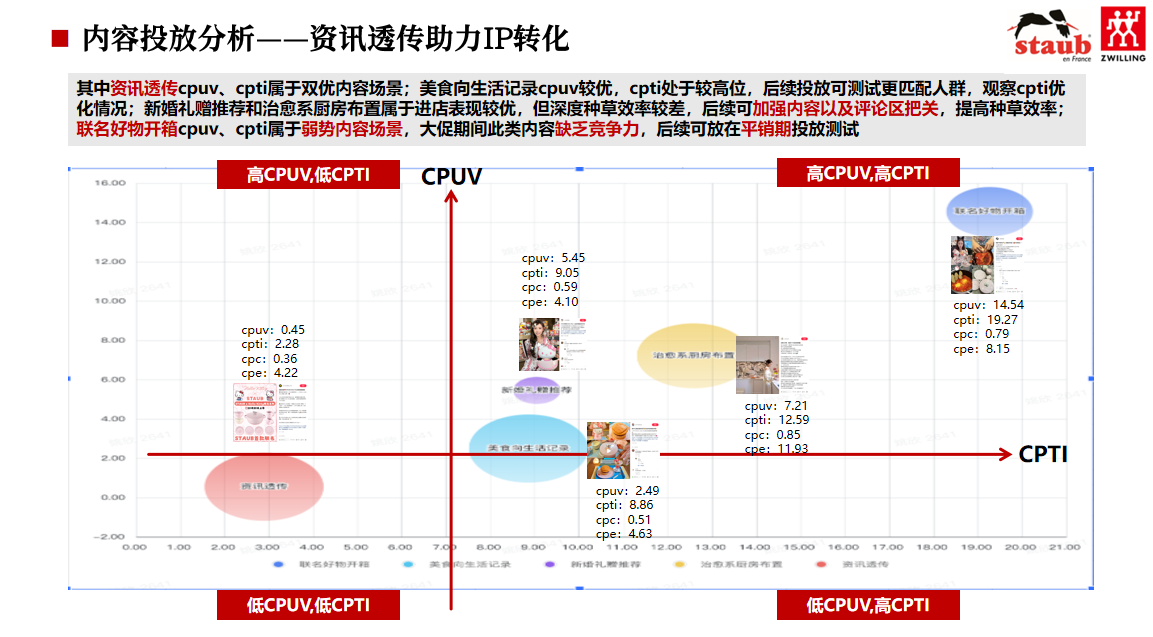 内容投放分析——资讯透传助力IP转化
staub
en France
ZWILLING
其中资讯透传cpuv、cpti属于双优内容场景；美食向生活记录cpuv较优，cpti处于较高位，后续投放可测试更匹配人群，观察cpti优
化情况；新婚礼赠推荐和治愈系厨房布置属于进店表现较优，但深度种草效率较差，后续可加强内容以及评论区把关，提高种草效率；
联名好物开箱cpuv、cpti属于弱势内容场景，大促期间此类内容缺乏竞争力，后续可放在平销期投放测试
高CPUV,低CPTI
CPUV
高CPUV,高CPTI
16.00
14.00
12.00
10.00
8.00
6.00
4.00
2.00
0.00
-2.00
联名好物开箱
cpuv：14.54
cpti：19.27
cpc：0.79
cpe：8.15
cpuv：5.45
cpti：9.05
cpc：0.59
cpe：4.10
cpuv：0.45
cpti：2.28
cpc：0.36
cpe：4.22
STAUB
治愈系厨房布置
新婚礼赠推荐
cpuv：7.21
cpti：12.59
cpc：0.85
cpe：11.93
美食向生活记录
CPTI
资讯透传
cpuv：2.49
cpti：8.86
cpc：0.51
cpe：4.63
0.00 1.00 2.00 3.00 4.00 5.00 6.00 7.00 8.00 9.00 10.00 11.00 12.00 13.00 14.00 15.00 16.00 17.00 18.00 19.00 20.00 21.00
联名好物开箱 美食向生活记录 新婚礼赠推荐 治愈系厨房布置 资讯透传
低CPUV,低CPTI
低CPUV,高CPTI